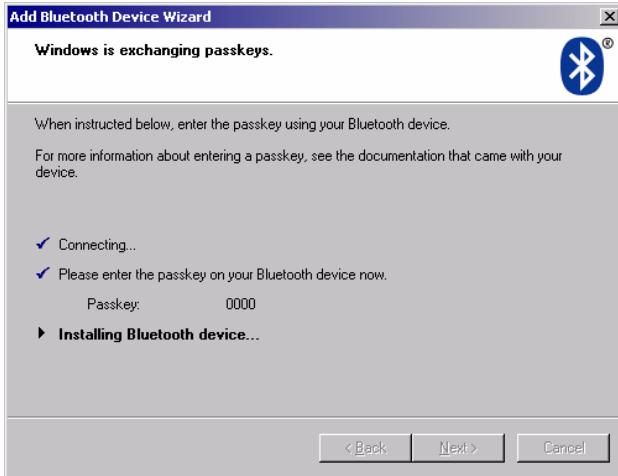 Add Bluetooth Device Wizard
Windows is exchanging passkeys.
®
When instructed below, enter the passkey using your Bluetooth device.
For more information about entering a passkey, see the documentation that came with your
device.
Connecting...
Please enter the passkey on your Bluetooth device now.
Passkey: 0000
Installing Bluetooth device...
< Back Next > Cancel